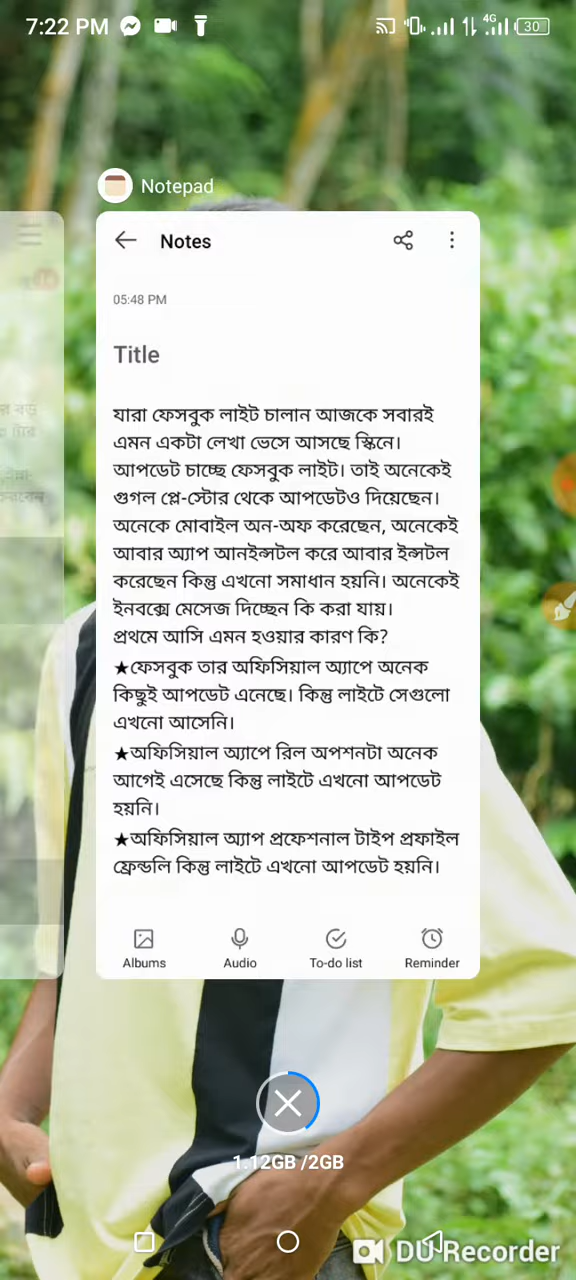 7:22 PM
4G
30
Notepad
Notes
05:48 PM
Title
যারা ফেসবুক লাইট চালান আজকে সবারই
এমন একটা লেখা ভেসে আসছে স্কিনে।
আপডেট চাচ্ছে ফেসবুক লাইট। তাই অনেকেই
গুগল প্লে-স্টোর থেকে আপডেটও দিয়েছেন।
অনেকে মোবাইল অন-অফ করেছেন, অনেকেই
আবার অ্যাপ আনইন্সটল করে আবার ইন্সটল
করেছেন কিন্তু এখনো সমাধান হয়নি। অনেকেই
ইনবক্সে মেসেজ দিচ্ছেন কি করা যায়।
প্রথমে আসি এমন হওয়ার কারণ কি?
★ফেসবুক তার অফিসিয়াল অ্যাপে অনেক
কিছুই আপডেট এনেছে। কিন্তু লাইটে সেগুলো
এখনো আসেনি।
★অফিসিয়াল অ্যাপে রিল অপশনটা অনেক
আগেই এসেছে কিন্তু লাইটে এখনো আপডেট
হয়নি।
★অফিসিয়াল অ্যাপ প্রফেশনাল টাইপ প্রফাইল
ফ্রেন্ডলি কিন্তু লাইটে এখনো আপডেট হয়নি।
Albums Audio To-do list Reminder
1.12GB /2GB
DU Recorder